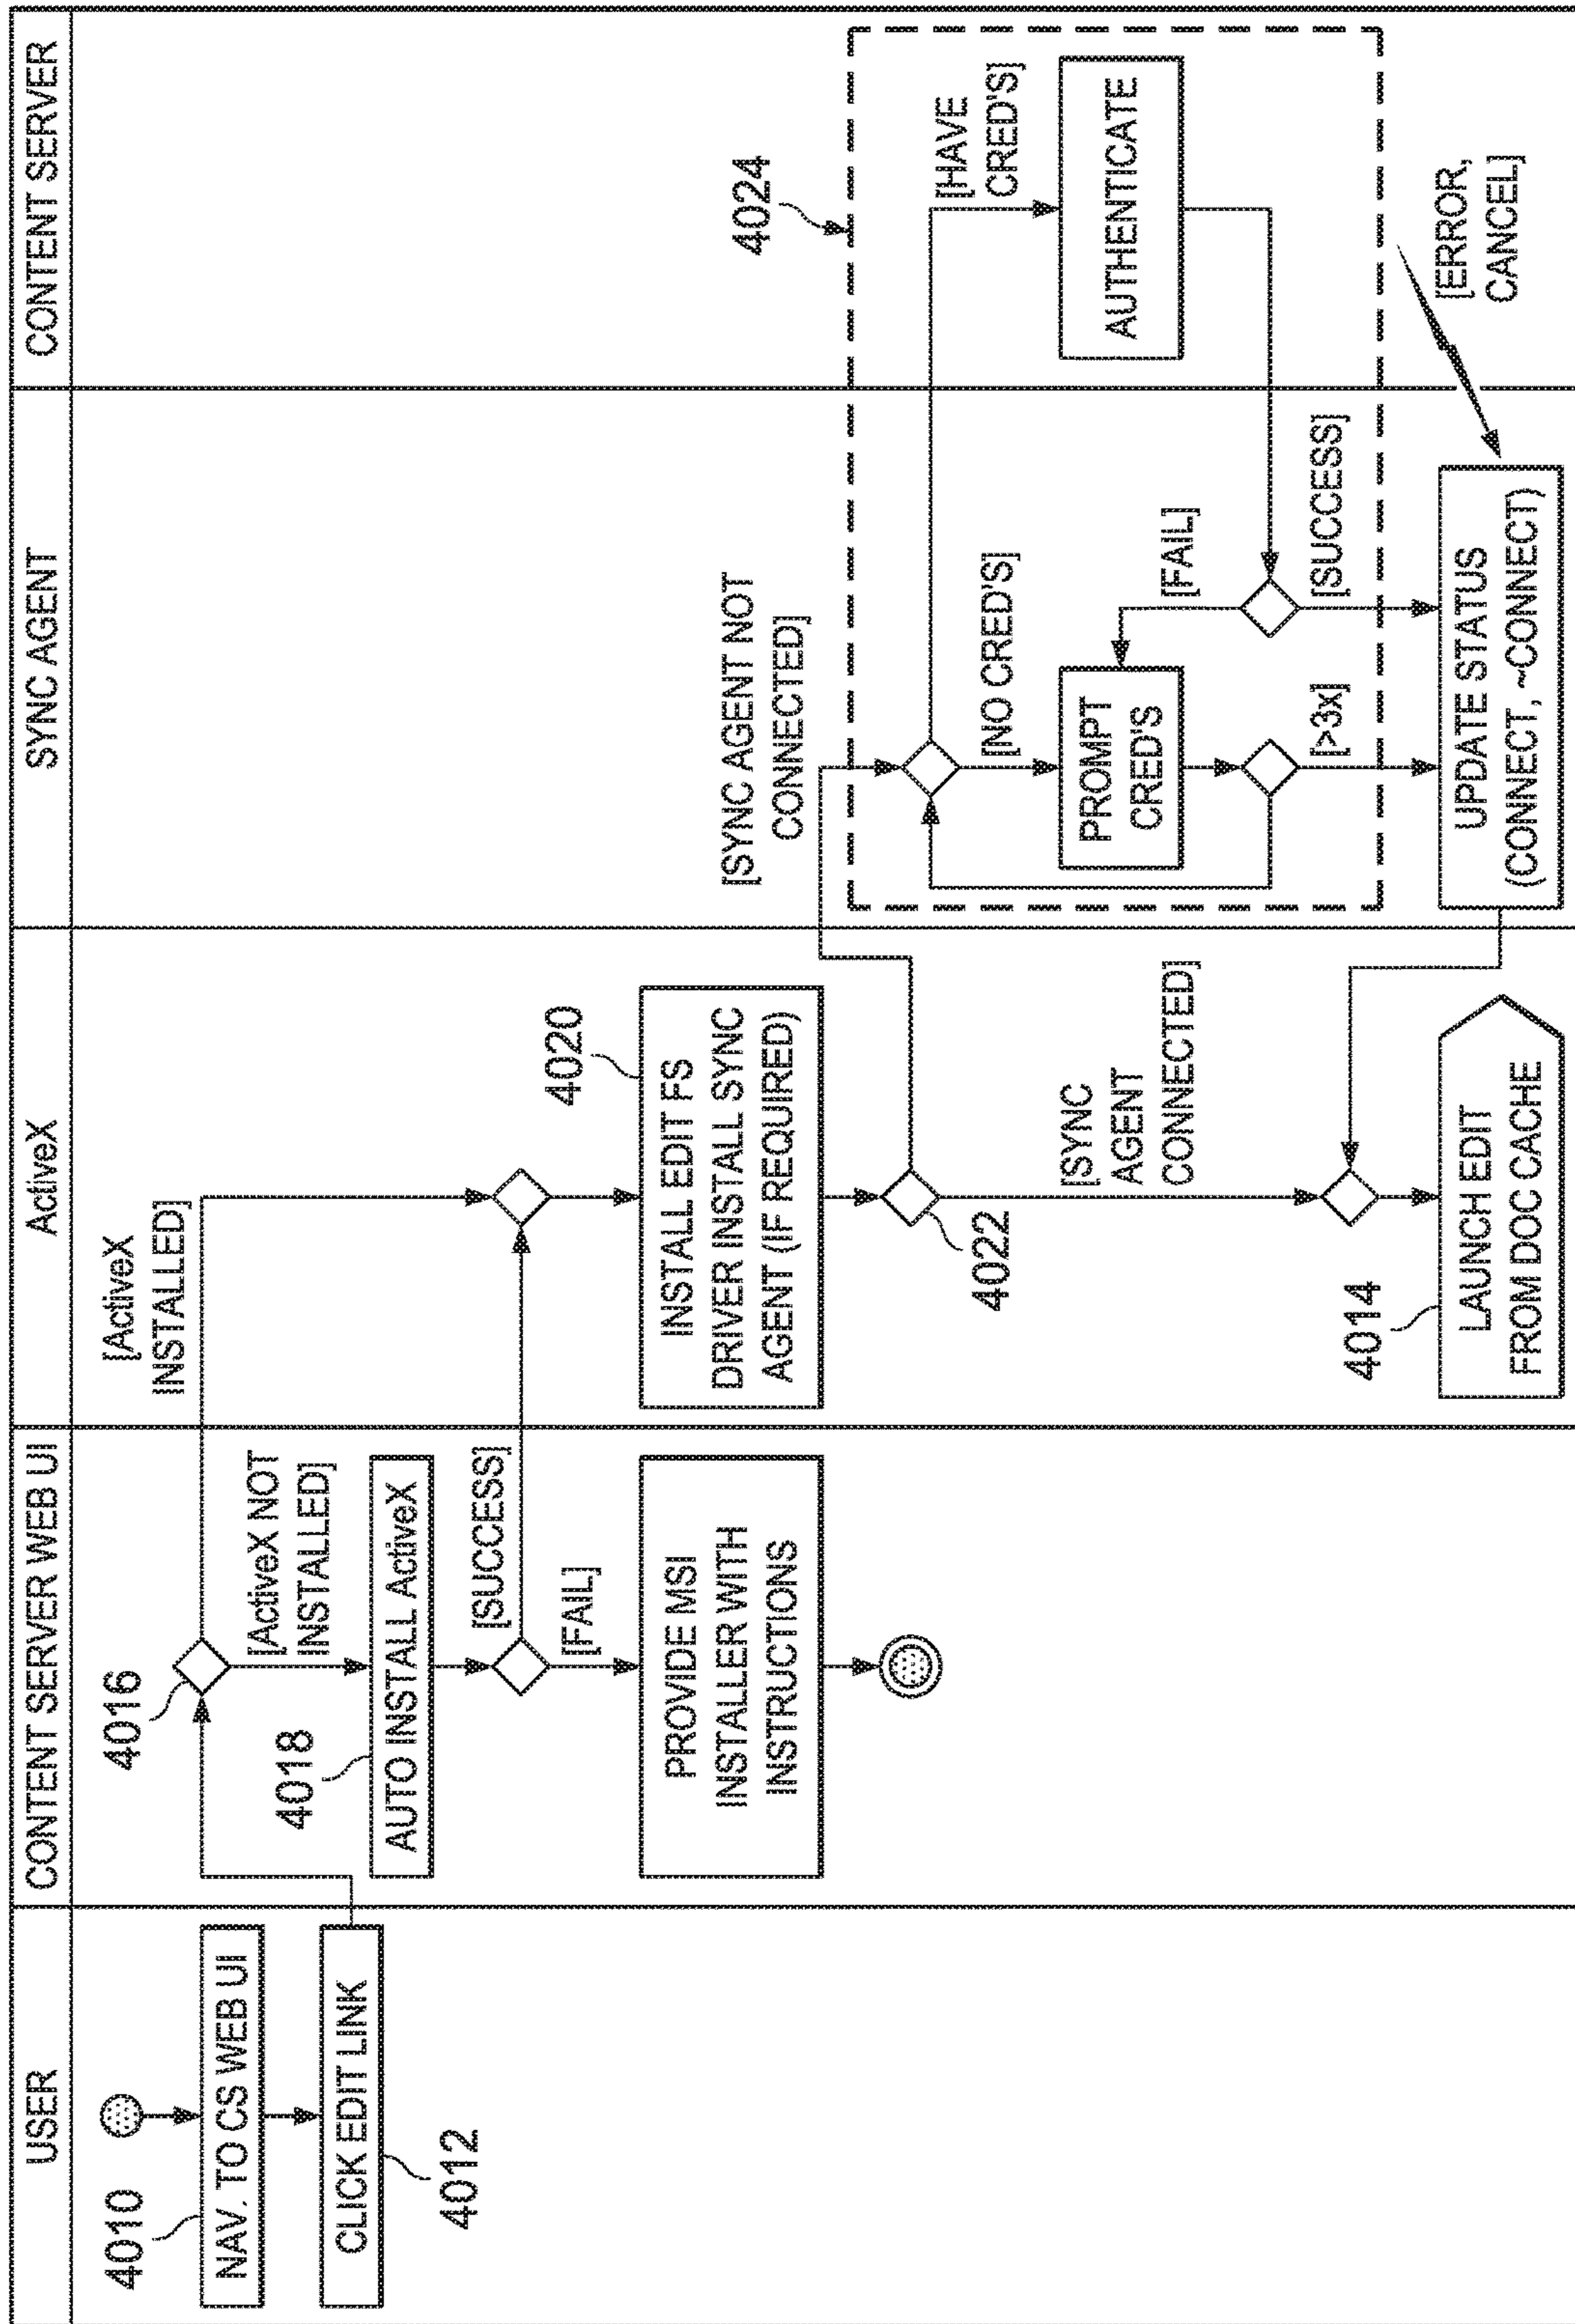 USER
CONTENT SERVER WEB UI
ActiveX
SYNC AGENT
CONTENT SERVER
4010
NAV. TO CS WEB UI
CLICK EDIT LINK
4012
4016
[ActiveX NOT
INSTALLED]
4018
AUTO INSTALL ActiveX
[SUCCESS]
[FAIL]
PROVIDE MSI
INSTALLER WITH
INSTRUCTIONS
[ActiveX
INSTALLED]
4020
INSTALL EDIT FS
DRIVER INSTALL SYNC
AGENT (IF REQUIRED)
4022
[SYNC
AGENT
CONNECTED]
4014
LAUNCH EDIT
FROM DOC CACHE
[SYNC AGENT NOT
CONNECTED]
[NO CRED'S]
PROMPT
CRED'S
[FAIL]
[>3x]
[SUCCESS]
UPDATE STATUS
(CONNECT, ~CONNECT)
4024
[HAVE
CRED'S]
AUTHENTICATE
[ERROR,
CANCEL]